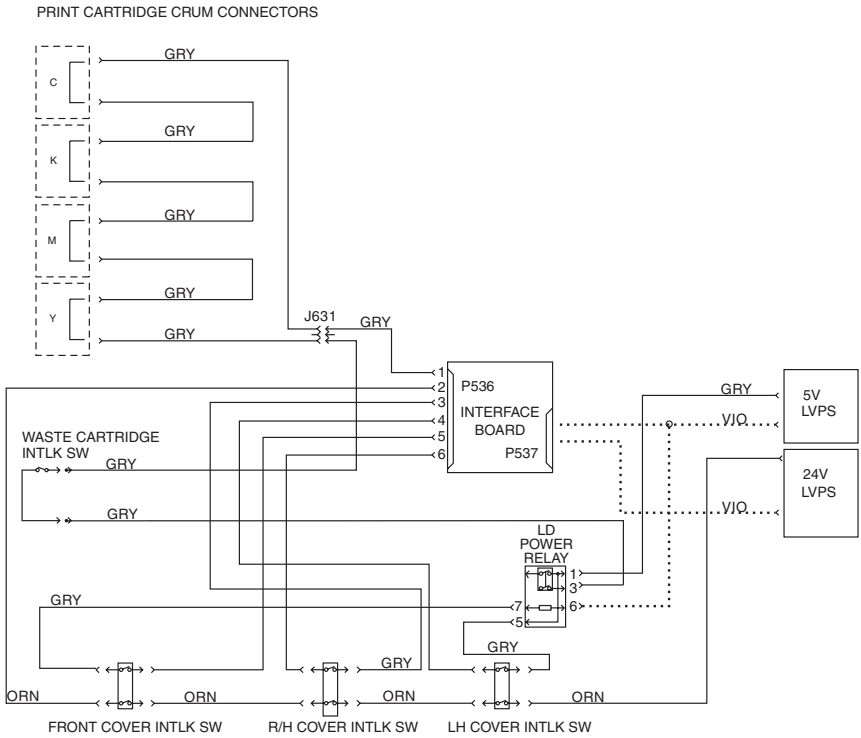 PRINT CARTRIDGE CRUM CONNECTORS
GRY
C
GRY
K
GRY
M
GRY
Y
GRY
J631
GRY
1
2
3
4
5
6
P536
INTERFACE
BOARD
P537
GRY
VIO
5V
LVPS
24V
LVPS
VIO
WASTE CARTRIDGE
INTLK SW
GRY
GRY
LD
POWER
RELAY
1
3
7
6
5
GRY
GRY
GRY
ORN
ORN
ORN
ORN
FRONT COVER INTLK SW
R/H COVER INTLK SW
LH COVER INTLK SW